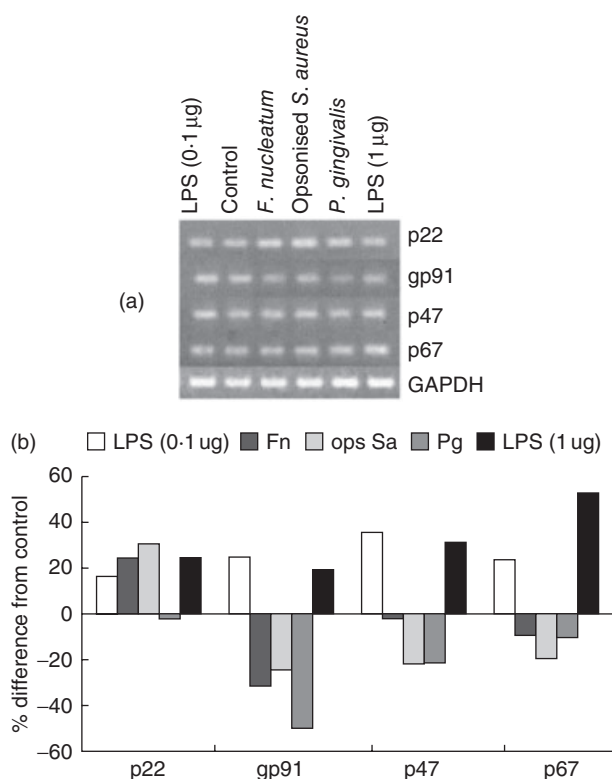 LPS (0·1 μg)
Control
F. nucleatum
Opsonised S. aureus
P. gingivalis
LPS (1 μg)
(a)
p22
gp91
p47
p67
GAPDH
(b)
LPS (0·1 ug) Fn ops Sa Pg LPS (1 ug)
% difference from control
60
40
20
0
−20
−40
−60
p22 gp91 p47 p67